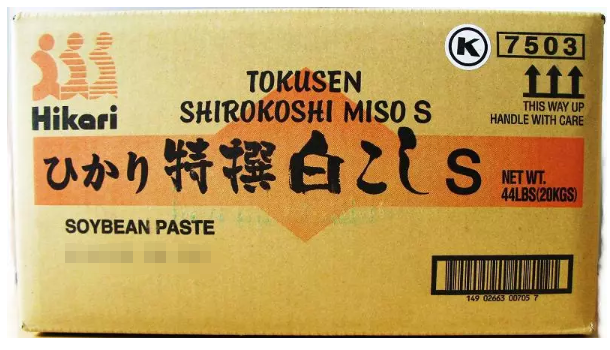 Hikari
K
7503
TOKUSEN
SHIROKOSHI MISO S
THIS WAY UP
HANDLE WITH CARE
ひかり 特撰 白こし S
NET WT.
44LBS(20KGS)
SOYBEAN PASTE
149 02663 00705 7